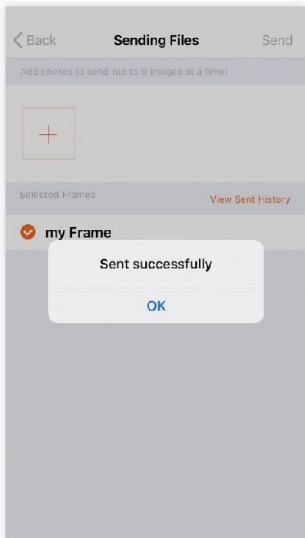 Back Sending Files Send
Add photos to send (up to 9 images at a time)
Selected Frames View Sent History
my Frame
Sent successfully
OK